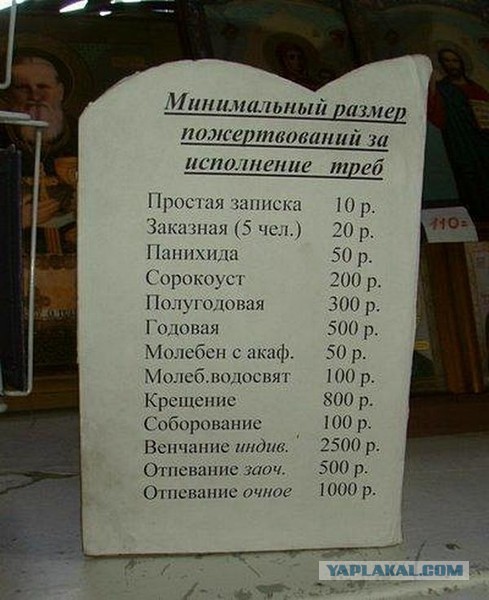 Минимальный размер
пожертвований за
исполнение треб
Простая записка 10 р.
Заказная (5 чел.) 20 р.
Панихида 50 р.
Сорокоуст 200 р.
Полугодовая 300 р.
Годовая 500 р.
Молебен с акаф. 50 р.
Молеб.водосвят 100 р.
Крещение 800 р.
Соборование 100 р.
Венчание индив. 2500 р.
Отпевание заоч. 500 р.
Отпевание очное 1000 р.
110=
YAPLAKAL.COM